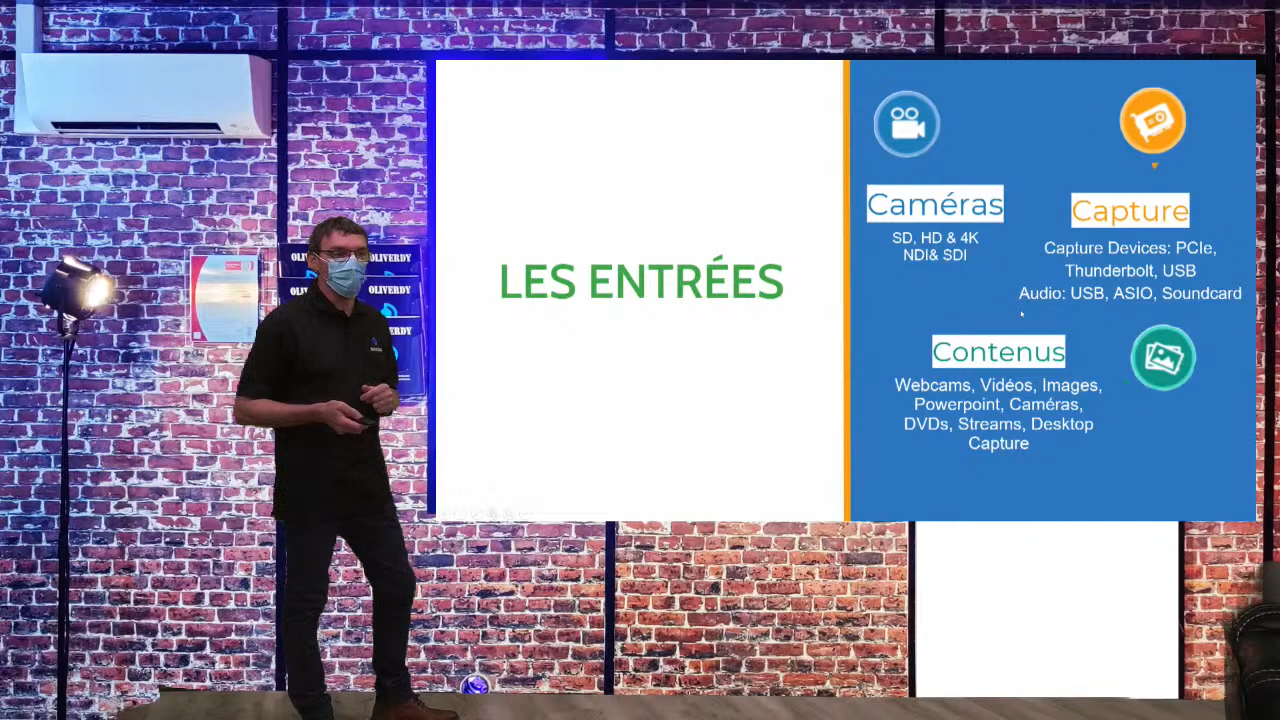 LES ENTRÉES
Caméras
SD, HD & 4K
NDI& SDI
Capture
Capture Devices: PCIe,
Thunderbolt, USB
Audio: USB, ASIO, Soundcard
Contenus
Webcams, Vidéos, Images,
Powerpoint, Caméras,
DVDs, Streams, Desktop
Capture
OLIVERDY
OLIVERDY